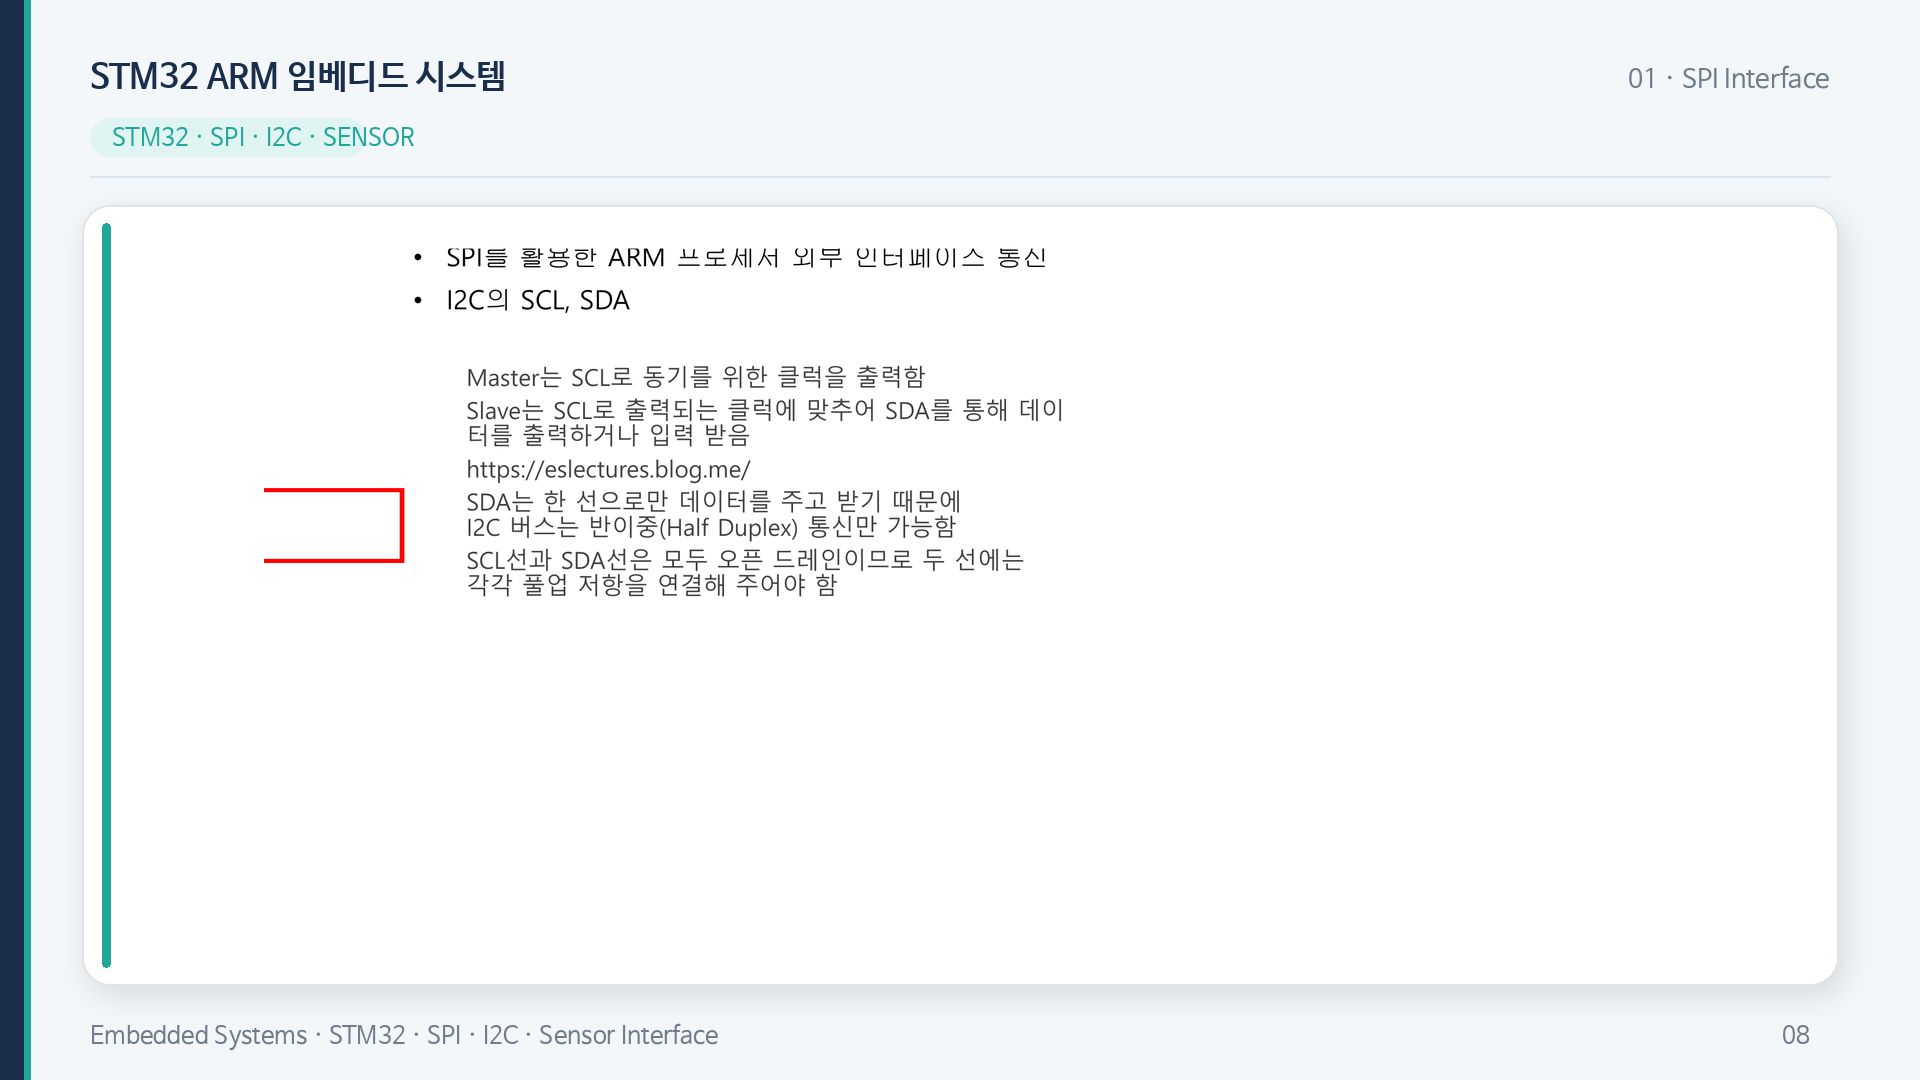 STM32 ARM 임베디드 시스템
01 · SPI Interface
STM32 · SPI · I2C · SENSOR
• SPI를 활용한 ARM 프로세서 외부 인터페이스 통신
• I2C의 SCL, SDA
Master는 SCL로 동기를 위한 클럭을 출력함
Slave는 SCL로 출력되는 클럭에 맞추어 SDA를 통해 데이
터를 출력하거나 입력 받음
https://eslectures.blog.me/
SDA는 한 선으로만 데이터를 주고 받기 때문에
I2C 버스는 반이중(Half Duplex) 통신만 가능함
SCL선과 SDA선은 모두 오픈 드레인이므로 두 선에는
각각 풀업 저항을 연결해 주어야 함
Embedded Systems · STM32 · SPI · I2C · Sensor Interface
08